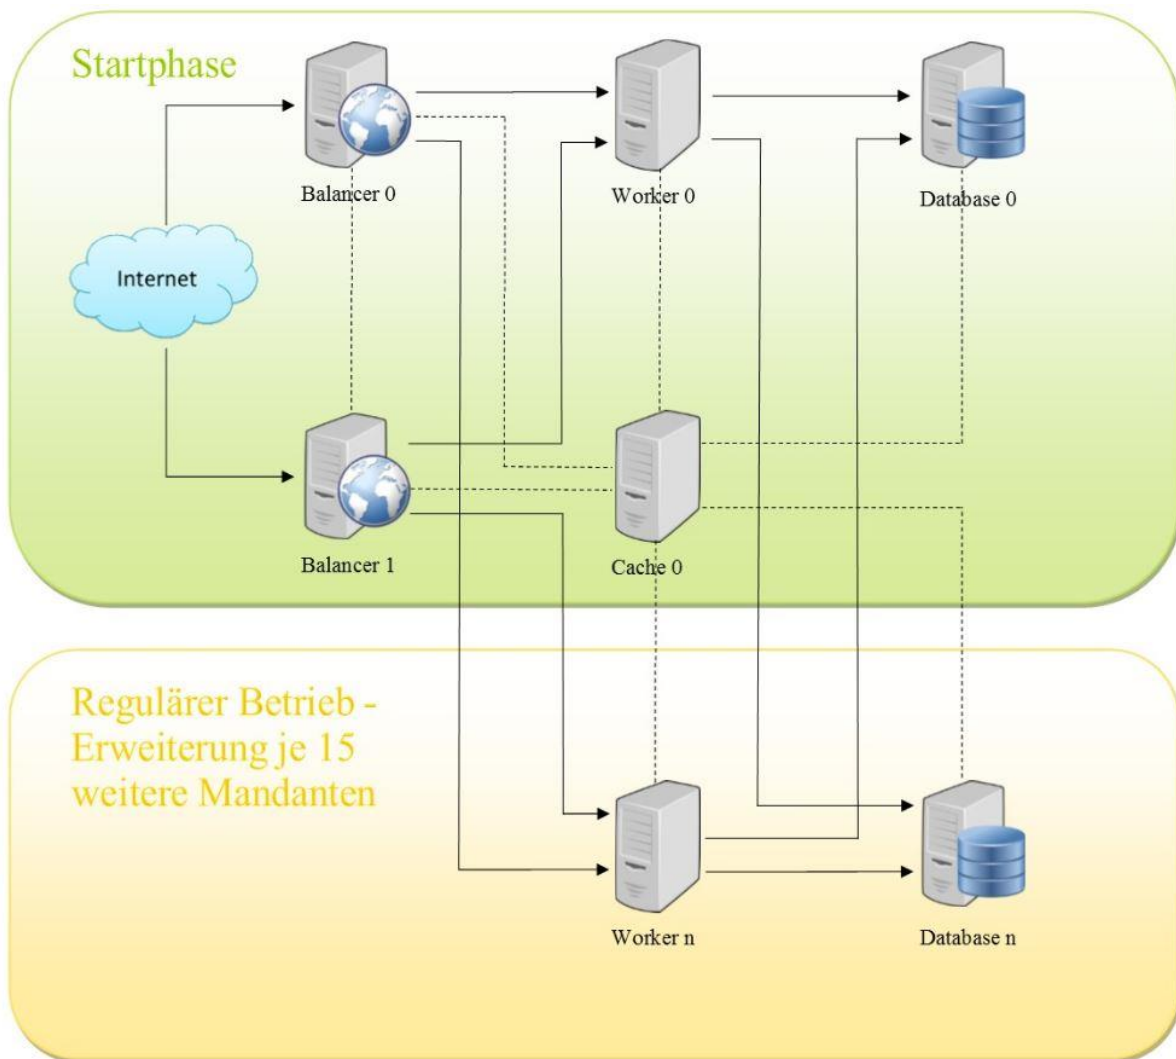 Startphase
Balancer 0
Worker 0
Database 0
Internet
Balancer 1
Cache 0
Regulärer Betrieb -
Erweiterung je 15
weitere Mandanten
Worker n
Database n